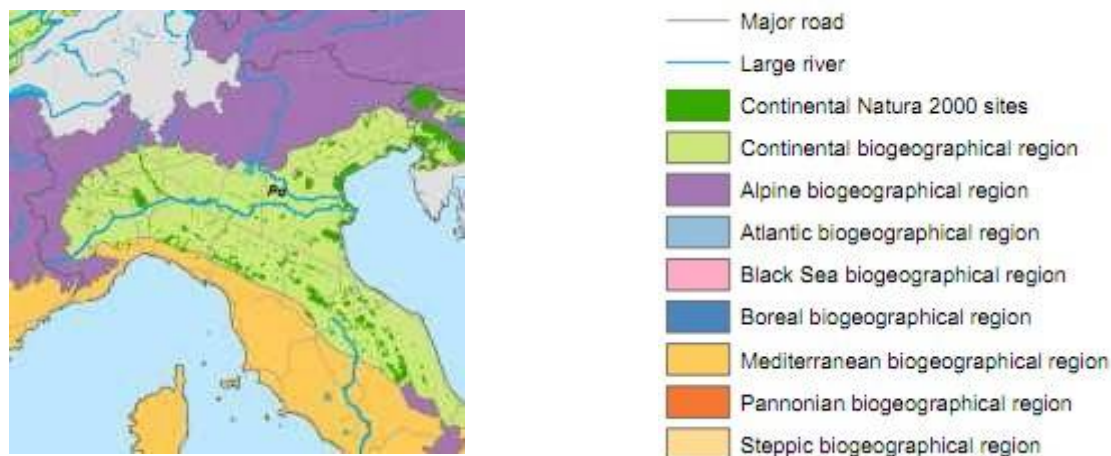 Po
Major road
Large river
Continental Natura 2000 sites
Continental biogeographical region
Alpine biogeographical region
Atlantic biogeographical region
Black Sea biogeographical region
Boreal biogeographical region
Mediterranean biogeographical region
Pannonian biogeographical region
Steppic biogeographical region